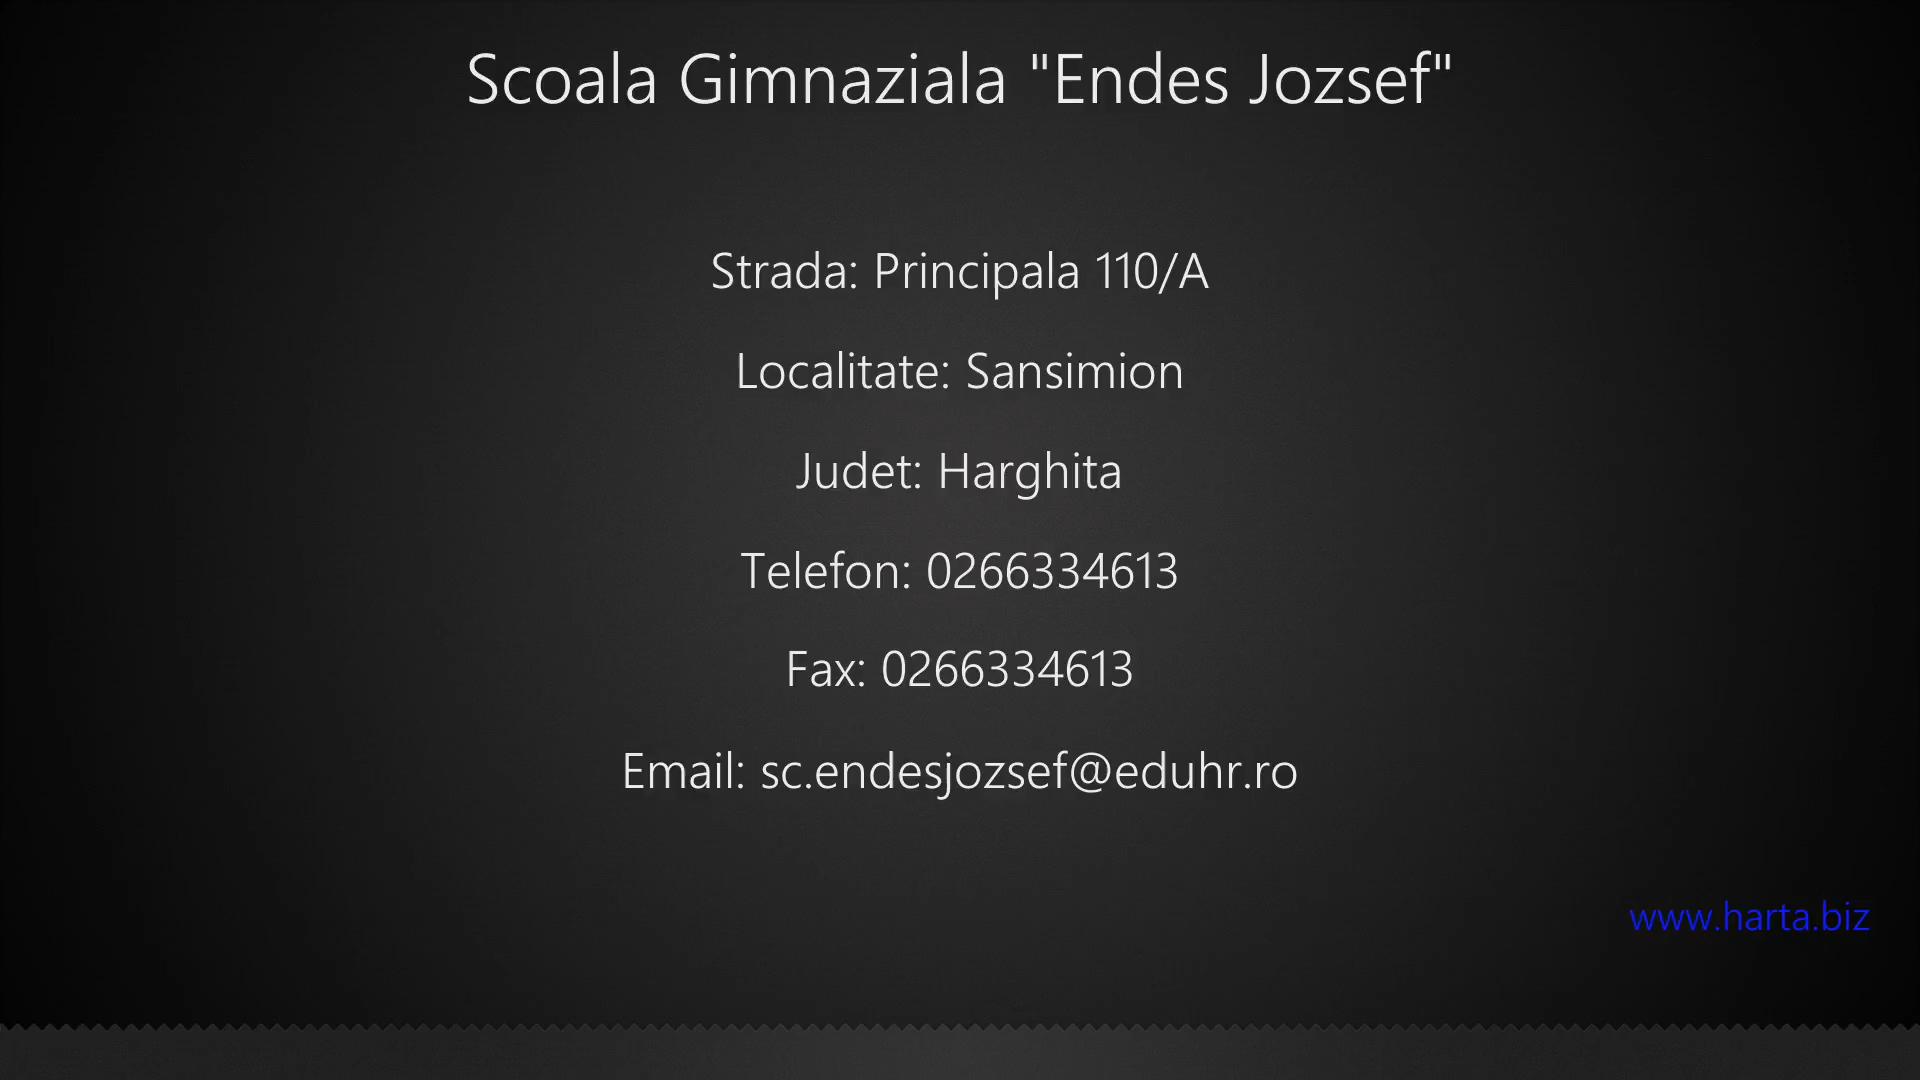 Scoala Gimnaziala "Endes Jozsef"
Strada: Principala 110/A
Localitate: Sansimion
Judet: Harghita
Telefon: 0266334613
Fax: 0266334613
Email: sc.endesjozsef@eduhr.ro
www.harta.biz